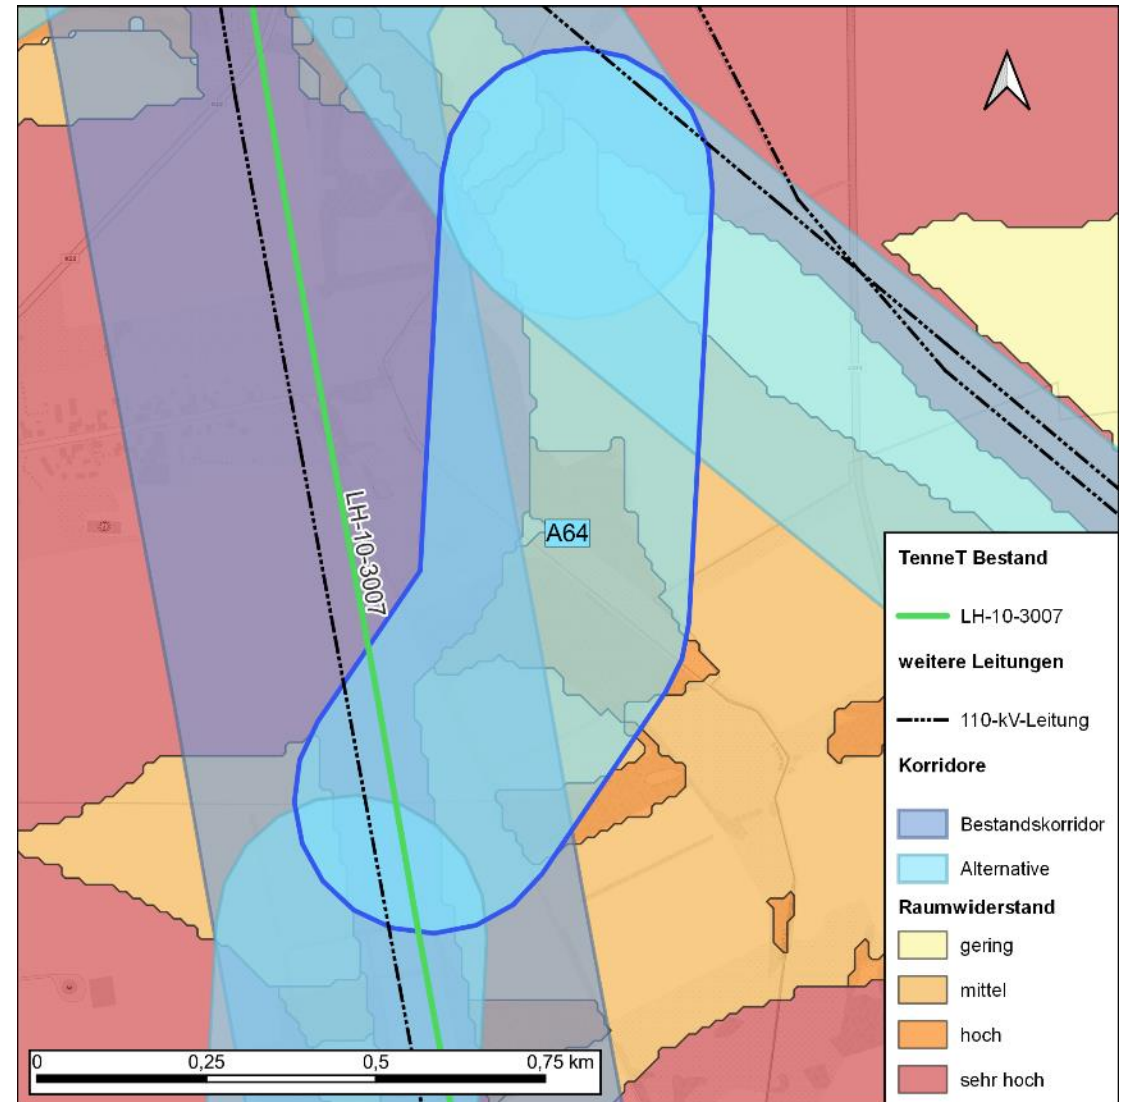 LH-10-3007
A64
TenneT Bestand
LH-10-3007
weitere Leitungen
110-kV-Leitung
Korridore
Bestandskorridor
Alternative
Raumwiderstand
gering
mittel
hoch
sehr hoch
0 0,25 0,5 0,75 km